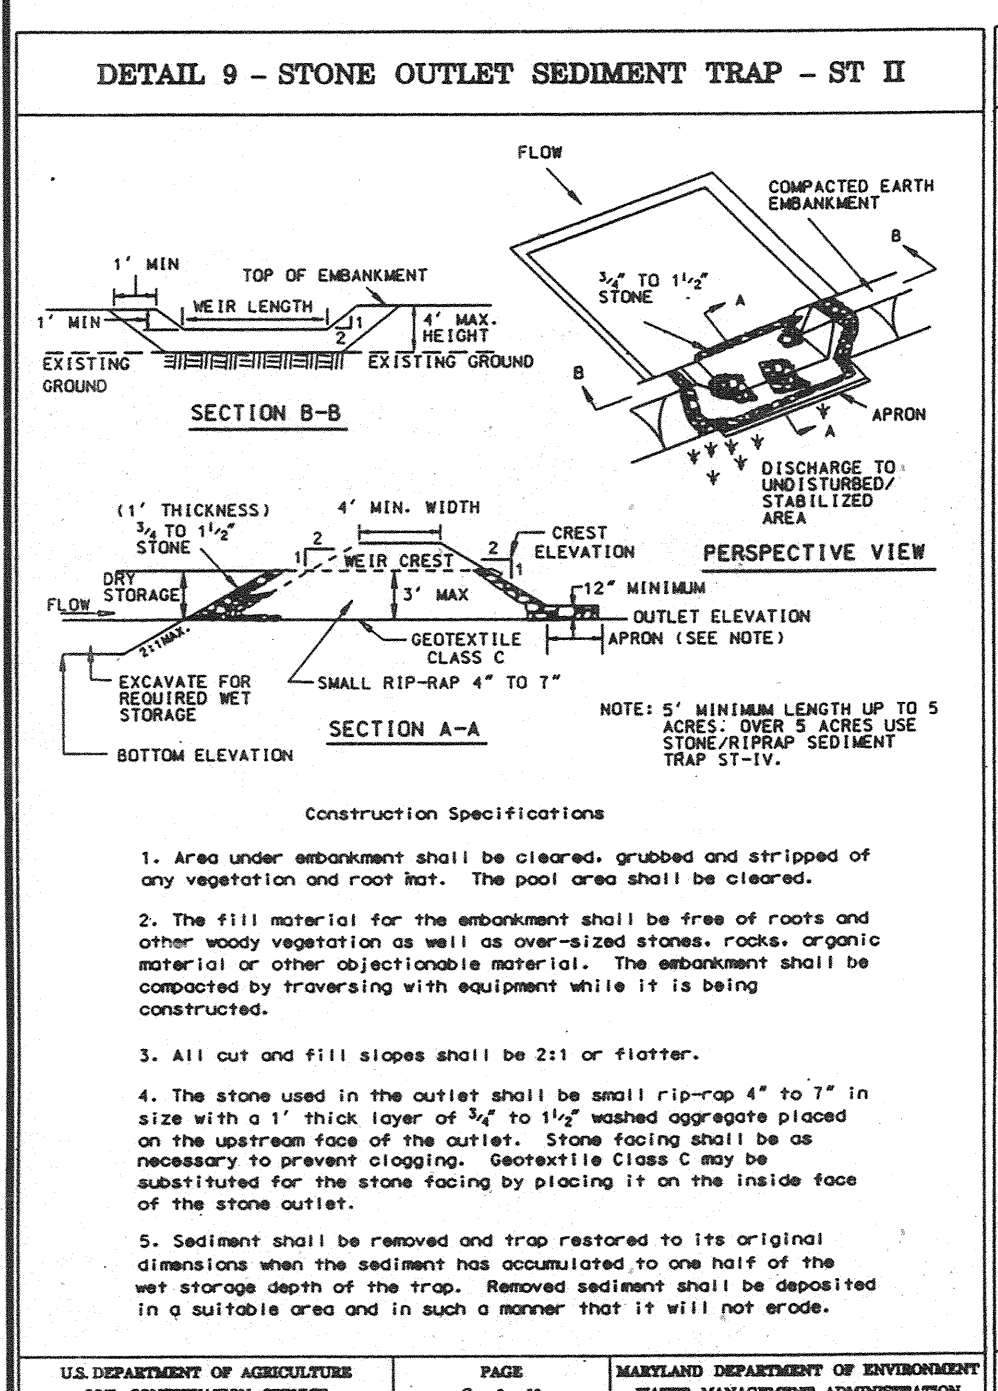 DETAIL 9 - STONE OUTLET SEDIMENT TRAP - ST II
FLOW
COMPACTED EARTH
EMBANKMENT
B
3/4" TO 1 1/2"
STONE
A
B
APRON
A
DISCHARGE TO
UNDISTURBED/
STABILIZED
AREA
PERSPECTIVE VIEW
1' MIN
TOP OF EMBANKMENT
WEIR LENGTH
1' MIN
1
2
4' MAX.
HEIGHT
EXISTING
GROUND
EXISTING GROUND
SECTION B-B
(1' THICKNESS)
3/4 TO 1 1/2"
STONE
4' MIN. WIDTH
2
1
WEIR CREST
2
1
CREST
ELEVATION
DRY
STORAGE
3' MAX
12" MINIMUM
FLOW
OUTLET ELEVATION
2:1 MAX.
GEOTEXTILE
CLASS C
APRON (SEE NOTE)
EXCAVATE FOR
REQUIRED WET
STORAGE
SMALL RIP-RAP 4" TO 7"
SECTION A-A
BOTTOM ELEVATION
NOTE: 5' MINIMUM LENGTH UP TO 5
ACRES. OVER 5 ACRES USE
STONE/RIPRAP SEDIMENT
TRAP ST-IV.
Construction Specifications
1. Area under embankment shall be cleared, grubbed and stripped of
any vegetation and root mat. The pool area shall be cleared.
2. The fill material for the embankment shall be free of roots and
other woody vegetation as well as over-sized stones, rocks, organic
material or other objectionable material. The embankment shall be
compacted by traversing with equipment while it is being
constructed.
3. All cut and fill slopes shall be 2:1 or flatter.
4. The stone used in the outlet shall be small rip-rap 4" to 7" in
size with a 1' thick layer of 3/4" to 1 1/2" washed aggregate placed
on the upstream face of the outlet. Stone facing shall be as
necessary to prevent clogging. Geotextile Class C may be
substituted for the stone facing by placing it on the inside face
of the stone outlet.
5. Sediment shall be removed and trap restored to its original
dimensions when the sediment has accumulated to one half of the
wet storage depth of the trap. Removed sediment shall be deposited
in a suitable area and in such a manner that it will not erode.
U.S. DEPARTMENT OF AGRICULTURE
PAGE
MARYLAND DEPARTMENT OF ENVIRONMENT